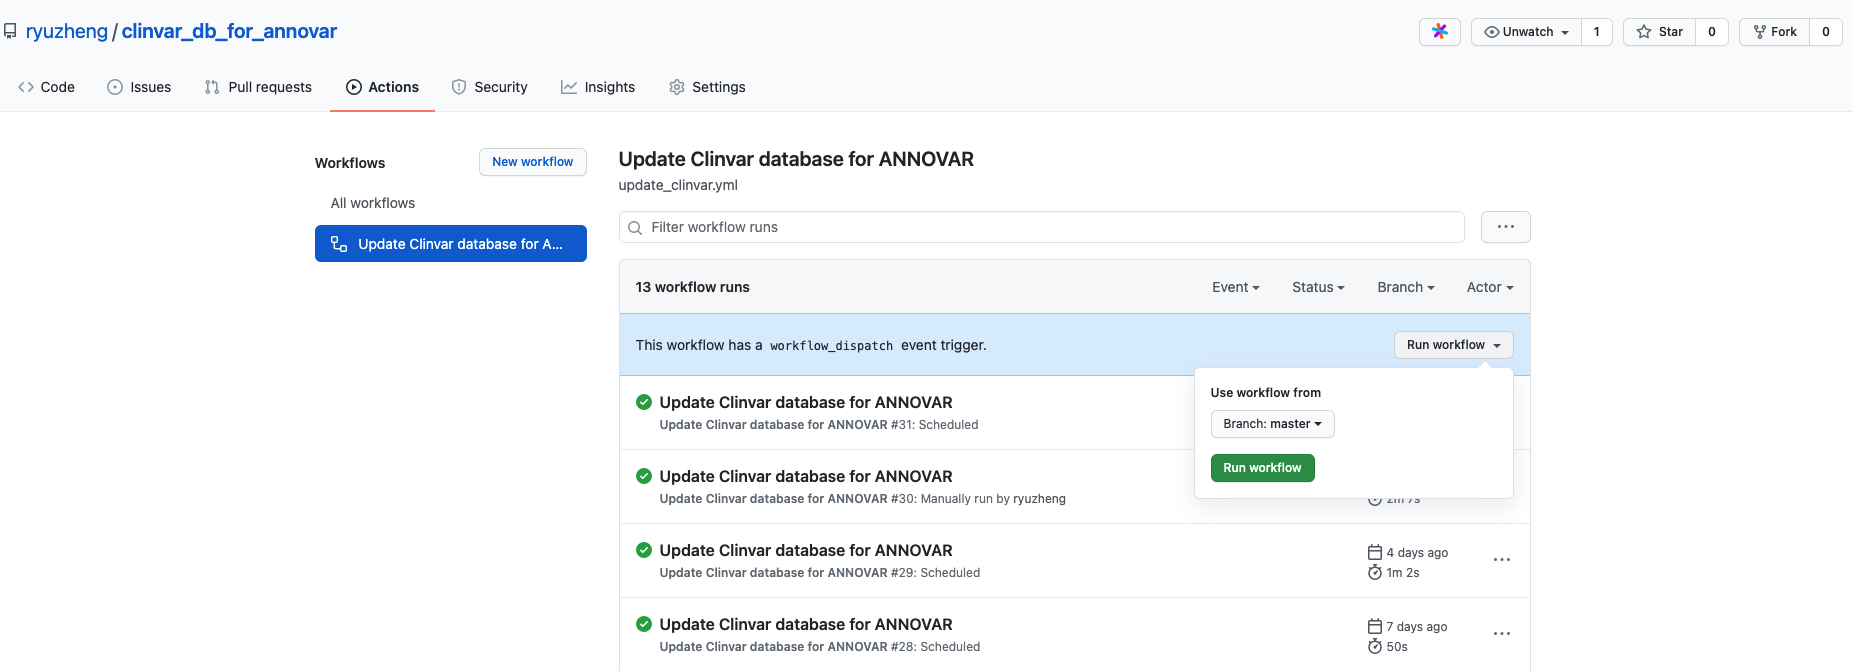 ryuzheng / clinvar_db_for_annovar
Unwatch 1 Star 0 Fork 0
Code Issues Pull requests Actions Security Insights Settings
Workflows New workflow
All workflows
Update Clinvar database for A...
Update Clinvar database for ANNOVAR
update_clinvar.yml
Filter workflow runs
13 workflow runs Event Status Branch Actor
This workflow has a workflow_dispatch event trigger. Run workflow
Use workflow from
Branch: master
Run workflow
Update Clinvar database for ANNOVAR
Update Clinvar database for ANNOVAR #31: Scheduled
Update Clinvar database for ANNOVAR
Update Clinvar database for ANNOVAR #30: Manually run by ryuzheng
2m 7s
Update Clinvar database for ANNOVAR
Update Clinvar database for ANNOVAR #29: Scheduled
4 days ago
1m 2s
Update Clinvar database for ANNOVAR
Update Clinvar database for ANNOVAR #28: Scheduled
7 days ago
50s